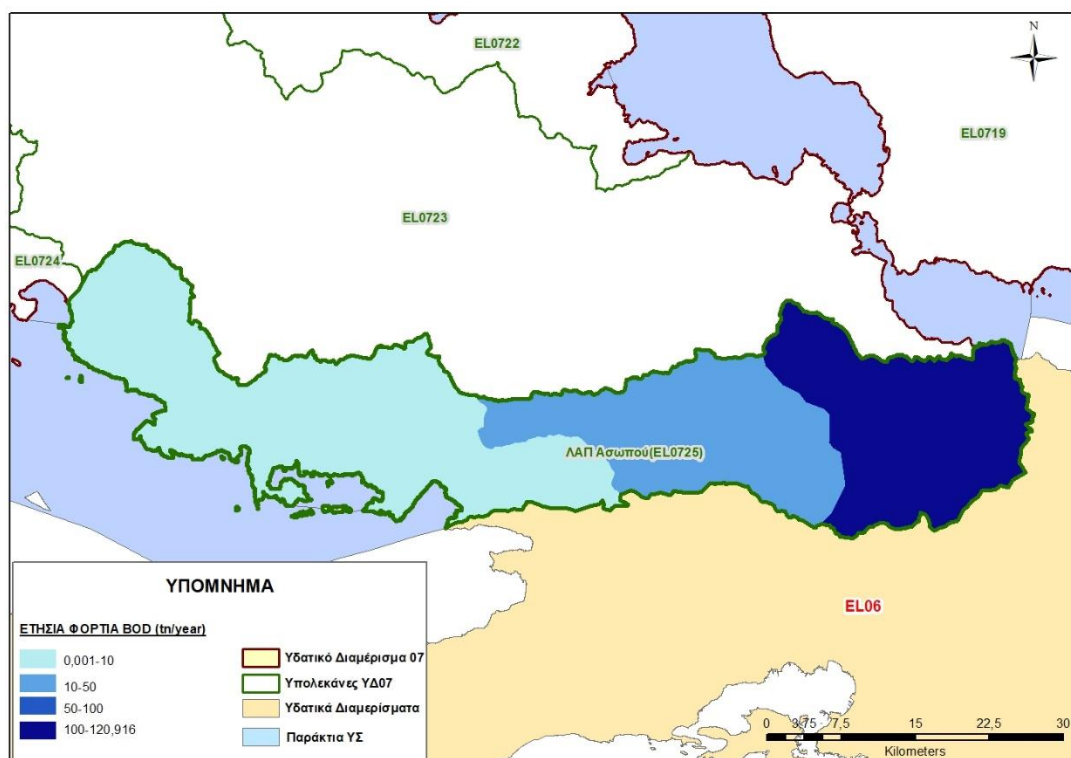 N
EL0722
EL0719
EL0723
EL0724
ΛΑΠ Ασωπού(EL0725)
EL06
ΥΠΟΜΝΗΜΑ
ΕΤΗΣΙΑ ΦΟΡΤΙΑ BOD (tn/year)
0,001-10
10-50
50-100
100-120,916
Υδατικό Διαμέρισμα 07
Υπολεκάνες ΥΔ07
Υδατικά Διαμερίσματα
Παράκτια ΥΣ
0 3,75 7,5 15 22,5 30
Kilometers